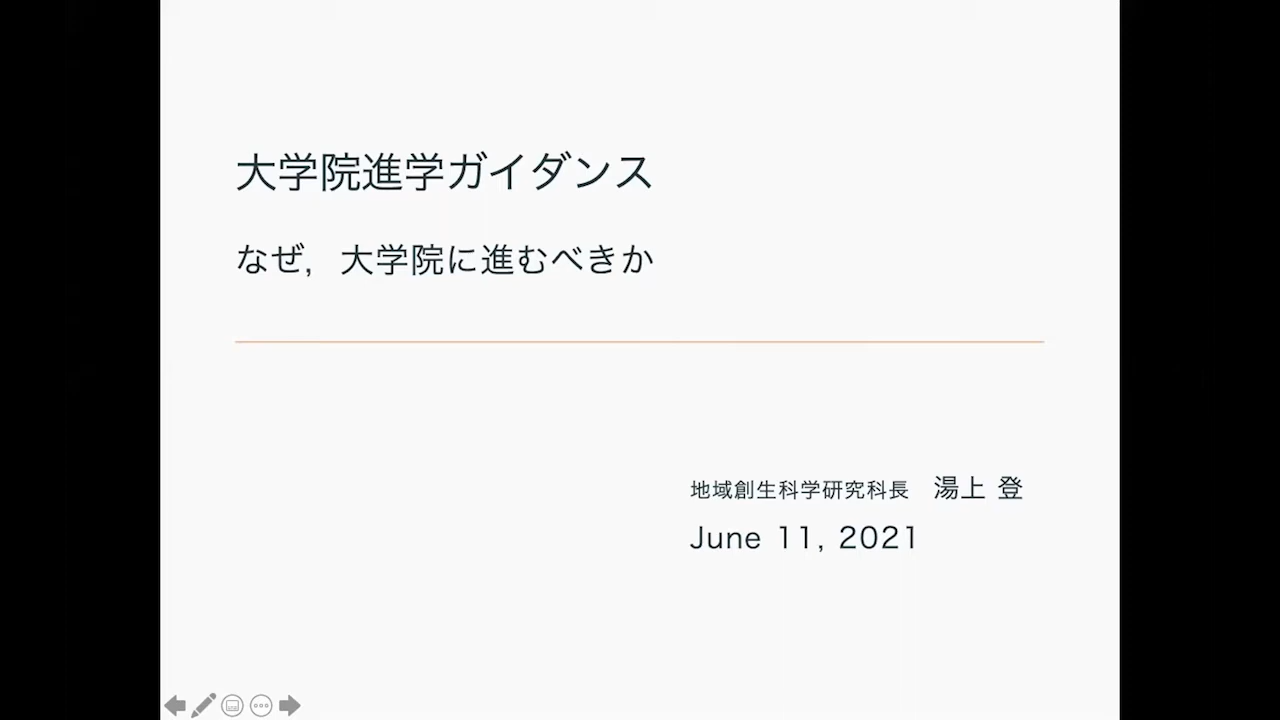 大学院進学ガイダンス
なぜ，大学院に進むべきか
地域創生科学研究科長　湯上 登
June 11, 2021